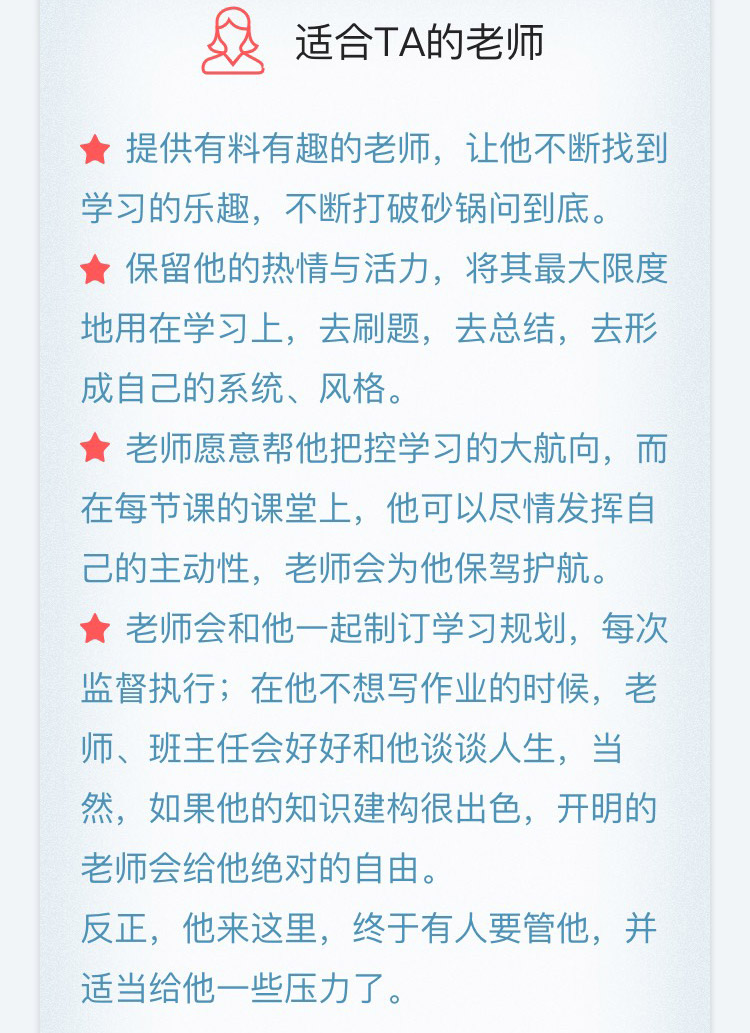 适合TA的老师
提供有料有趣的老师，让他不断找到
学习的乐趣，不断打破砂锅问到底。
保留他的热情与活力，将其最大限度
地用在学习上，去刷题，去总结，去形
成自己的系统、风格。
老师愿意帮他把控学习的大航向，而
在每节课的课堂上，他可以尽情发挥自
己的主动性，老师会为他保驾护航。
老师会和他一起制订学习规划，每次
监督执行；在他不想写作业的时候，老
师、班主任会好好和他谈谈人生，当
然，如果他的知识建构很出色，开明的
老师会给他绝对的自由。
反正，他来这里，终于有人要管他，并
适当给他一些压力了。